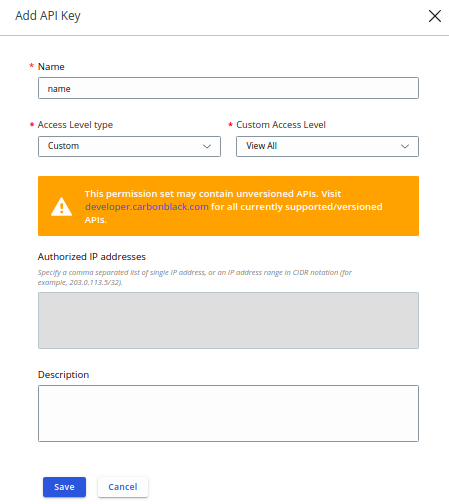 Add API Key
* Name
name
* Access Level type
* Custom Access Level
Custom
View All
This permission set may contain unversioned APIs. Visit
developer.carbonblack.com for all currently supported/versioned
APIs.
Authorized IP addresses
Specify a comma separated list of single IP address, or an IP address range in CIDR notation (for
example, 203.0.113.5/32).
Description
Save
Cancel